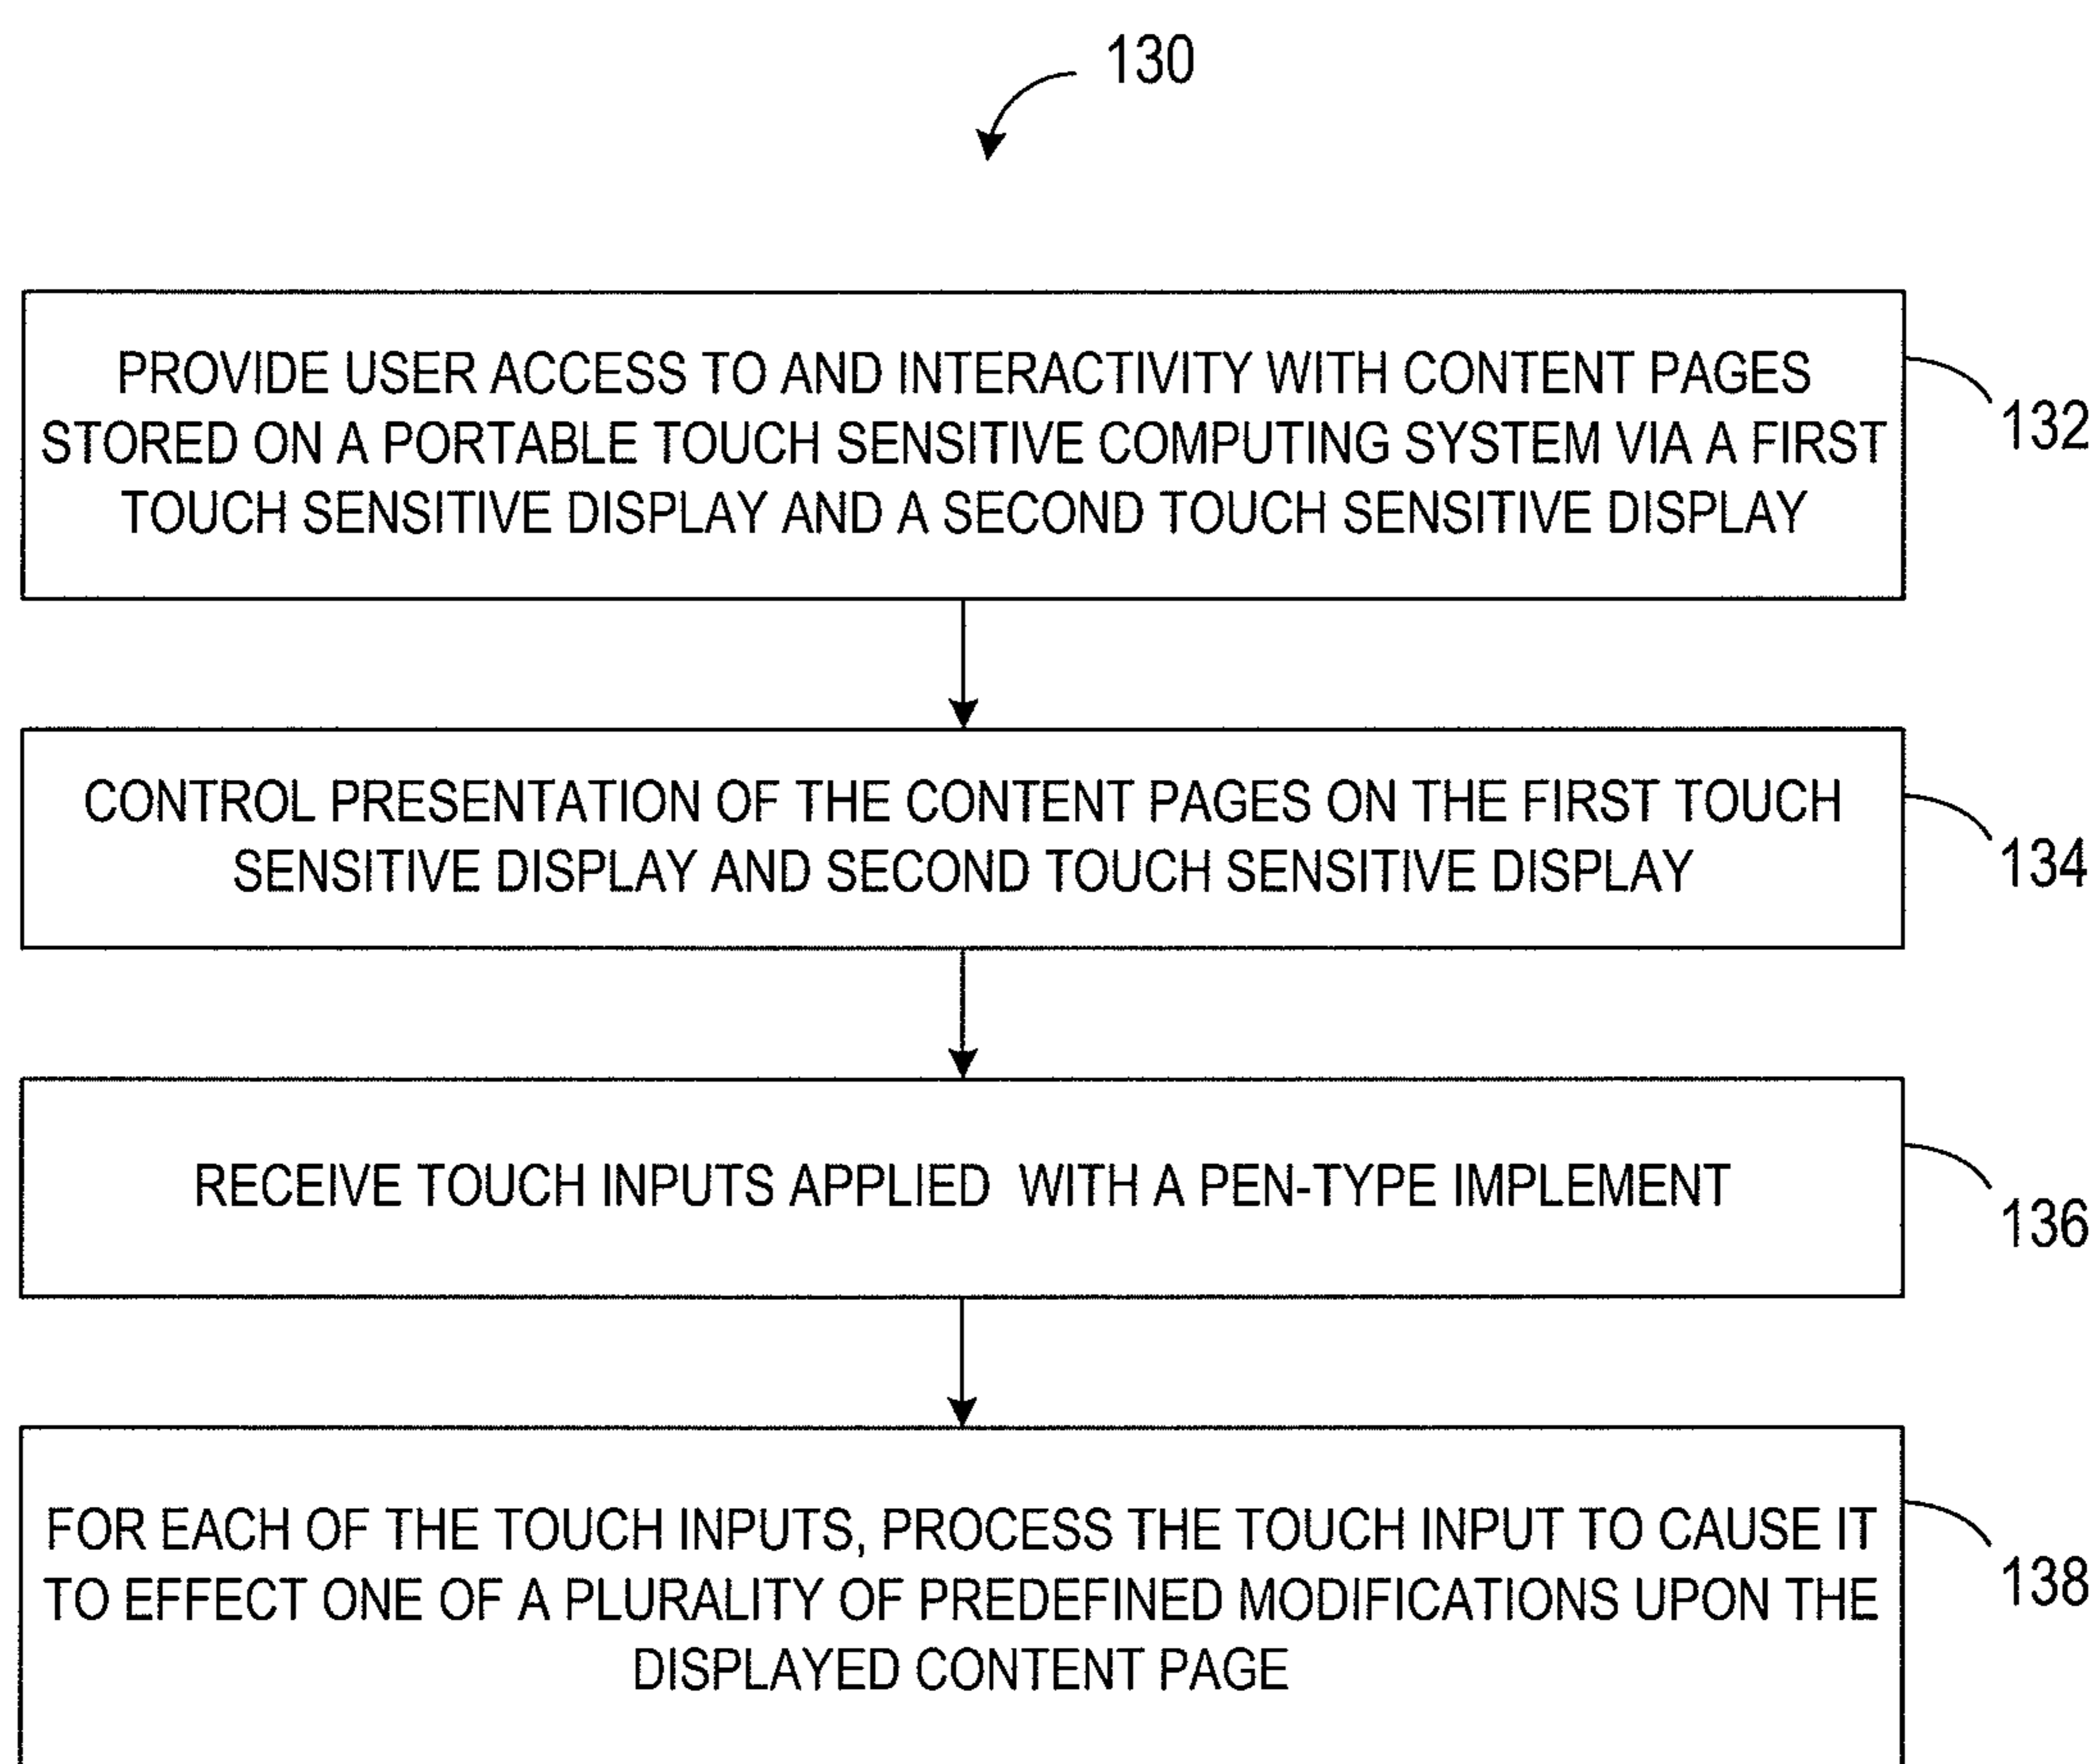 130
PROVIDE USER ACCESS TO AND INTERACTIVITY WITH CONTENT PAGES
STORED ON A PORTABLE TOUCH SENSITIVE COMPUTING SYSTEM VIA A FIRST
TOUCH SENSITIVE DISPLAY AND A SECOND TOUCH SENSITIVE DISPLAY
132
CONTROL PRESENTATION OF THE CONTENT PAGES ON THE FIRST TOUCH
SENSITIVE DISPLAY AND SECOND TOUCH SENSITIVE DISPLAY
134
RECEIVE TOUCH INPUTS APPLIED WITH A PEN-TYPE IMPLEMENT
136
FOR EACH OF THE TOUCH INPUTS, PROCESS THE TOUCH INPUT TO CAUSE IT
TO EFFECT ONE OF A PLURALITY OF PREDEFINED MODIFICATIONS UPON THE
DISPLAYED CONTENT PAGE
138